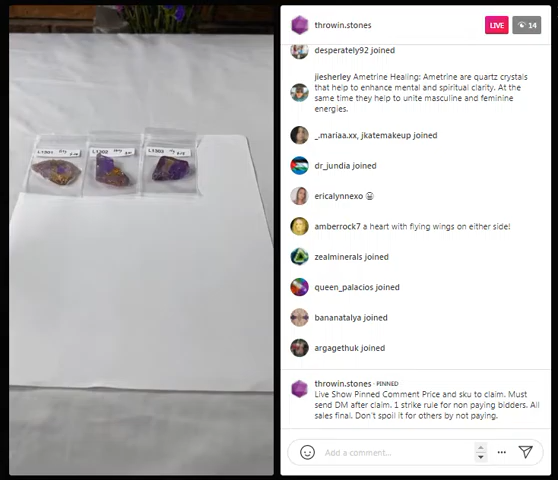 throwin.stones
LIVE
14
desperately92 joined
jiesherley Ametrine Healing: Ametrine are quartz crystals
that help to enhance mental and spiritual clarity. At
the same time they help to unite masculine and feminine
energies.
_.mariaa.xx, jkatemakeup joined
dr_jundia joined
ericalynnexo 😀
amberrock7 a heart with flying wings on either side!
zealminerals joined
queen_palacios joined
bananatalya joined
argagethuk joined
throwin.stones · PINNED
Live Show Pinned Comment Price and sku to claim. Must
send DM after claim. 1 strike rule for non paying bidders. All
sales final. Don't spoil it for others by not paying.
Add a comment...
L1301
L1302
L1303